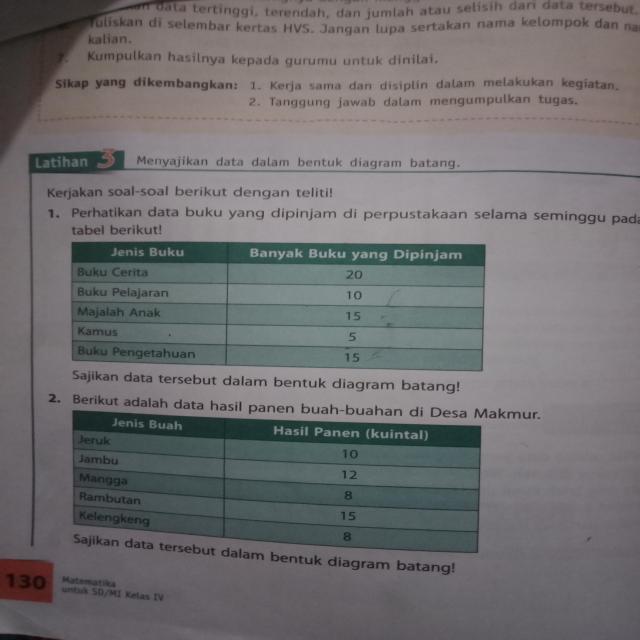 data tertinggi, terendah, dan jumlah atau selisih dari data tersebut.
Tuliskan di selembar kertas HVS. Jangan lupa sertakan nama kelompok dan
kalian.
7. Kumpulkan hasilnya kepada gurumu untuk dinilai.
Sikap yang dikembangkan: 1. Kerja sama dan disiplin dalam melakukan kegiatan.
2. Tanggung jawab dalam mengumpulkan tugas.
Latihan 3 Menyajikan data dalam bentuk diagram batang.
Kerjakan soal-soal berikut dengan teliti!
1. Perhatikan data buku yang dipinjam di perpustakaan selama seminggu pada
tabel berikut!
Jenis Buku Banyak Buku yang Dipinjam
Buku Cerita 20
Buku Pelajaran 10
Majalah Anak 15
Kamus 5
Buku Pengetahuan 15
Sajikan data tersebut dalam bentuk diagram batang!
2. Berikut adalah data hasil panen buah-buahan di Desa Makmur.
Jenis Buah Hasil Panen (kuintal)
Jeruk 10
Jambu 12
Mangga 8
Rambutan 15
Kelengkeng 8
Sajikan data tersebut dalam bentuk diagram batang!
130 Matematika
untuk SD/MI Kelas IV